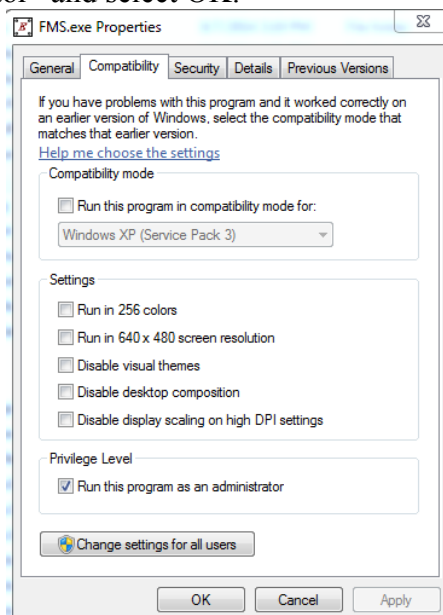 and select OK.
FMS.exe Properties
General Compatibility Security Details Previous Versions
If you have problems with this program and it worked correctly on
an earlier version of Windows, select the compatibility mode that
matches that earlier version.
Help me choose the settings
Compatibility mode
Run this program in compatibility mode for:
Windows XP (Service Pack 3)
Settings
Run in 256 colors
Run in 640 x 480 screen resolution
Disable visual themes
Disable desktop composition
Disable display scaling on high DPI settings
Privilege Level
Run this program as an administrator
Change settings for all users
OK Cancel Apply